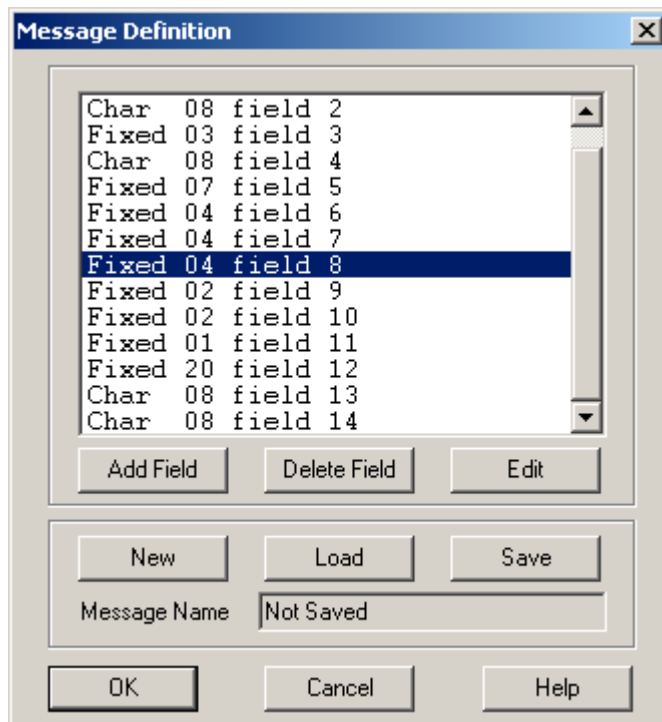 Message Definition
Char  08 field 2
Fixed 03 field 3
Char  08 field 4
Fixed 07 field 5
Fixed 04 field 6
Fixed 04 field 7
Fixed 04 field 8
Fixed 02 field 9
Fixed 02 field 10
Fixed 01 field 11
Fixed 20 field 12
Char  08 field 13
Char  08 field 14
Add Field Delete Field Edit
New Load Save
Message Name Not Saved
OK Cancel Help